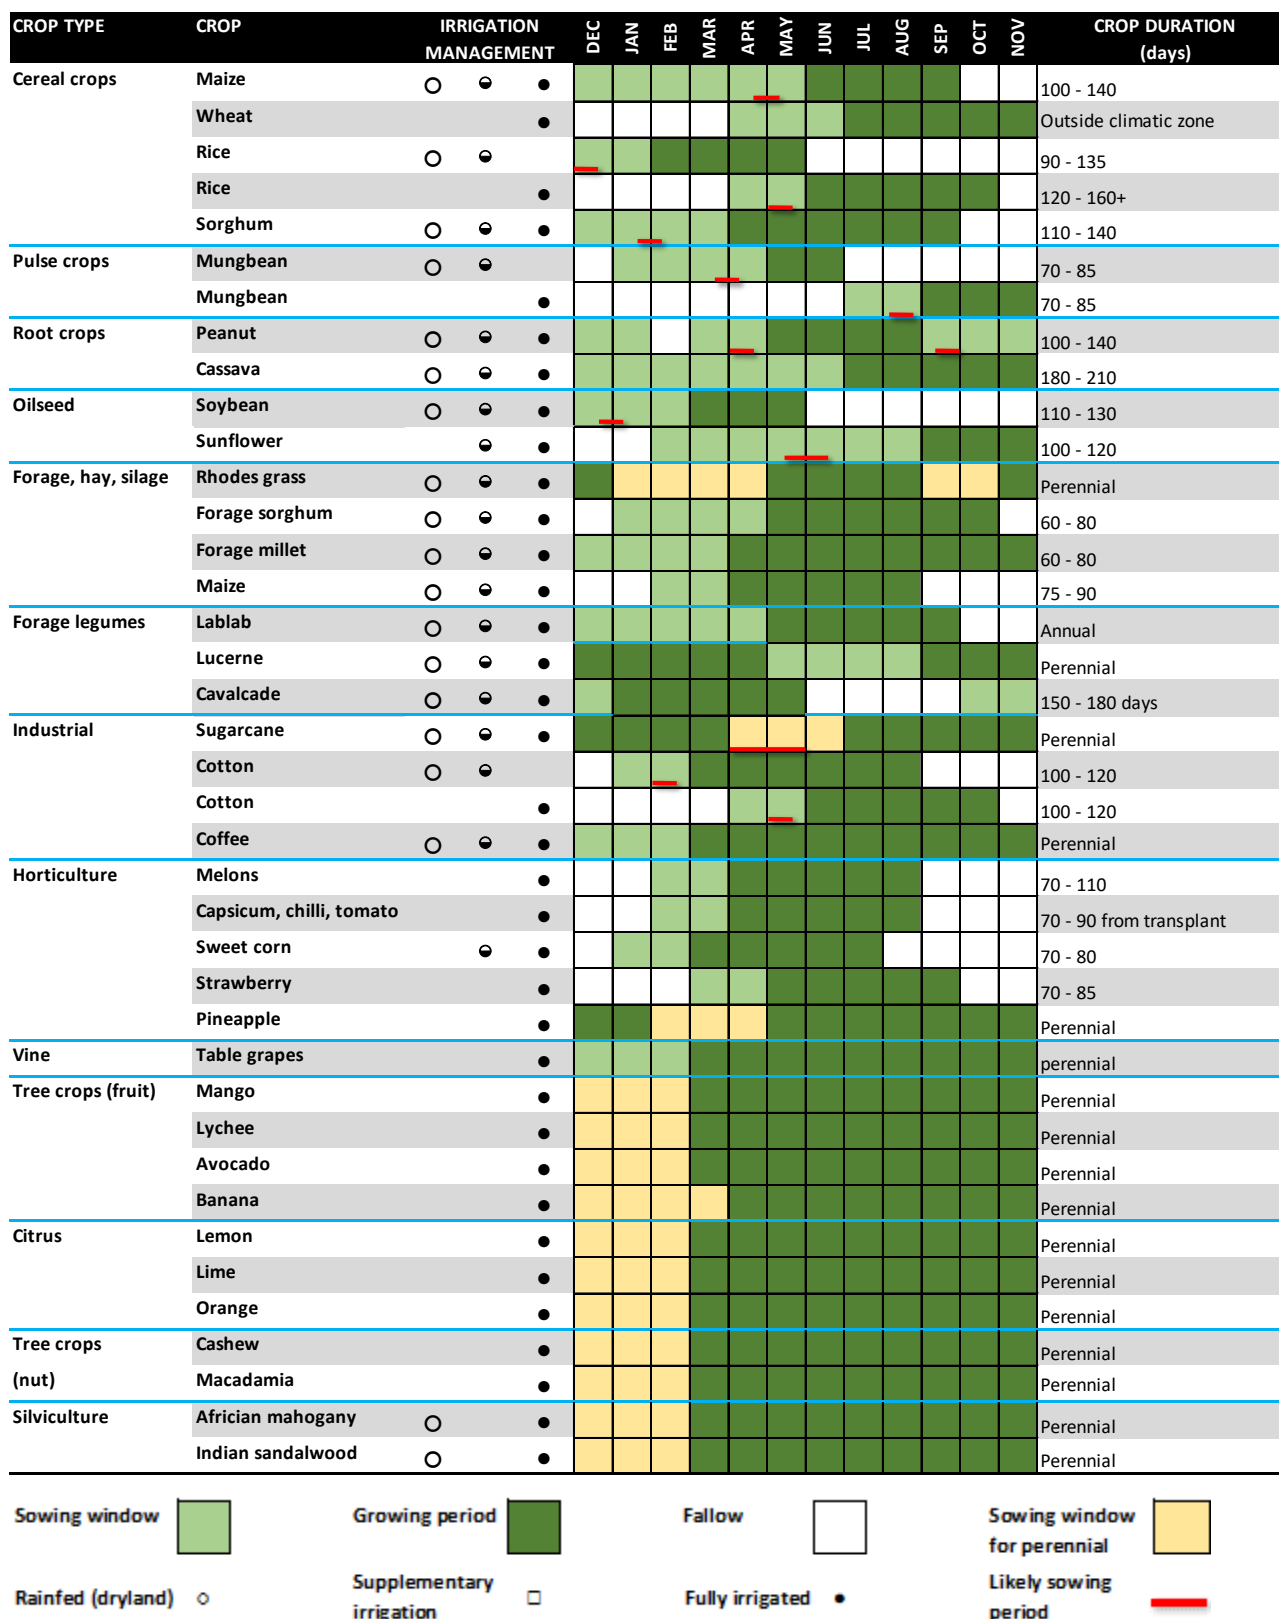 CROP TYPE CROP IRRIGATION MANAGEMENT DEC JAN FEB MAR APR MAY JUN JUL AUG SEP OCT NOV CROP DURATION (days)
Cereal crops Maize 100 - 140
Wheat Outside climatic zone
Rice 90 - 135
Rice 120 - 160+
Sorghum 110 - 140
Pulse crops Mungbean 70 - 85
Mungbean 70 - 85
Root crops Peanut 100 - 140
Cassava 180 - 210
Oilseed Soybean 110 - 130
Sunflower 100 - 120
Forage, hay, silage Rhodes grass Perennial
Forage sorghum 60 - 80
Forage millet 60 - 80
Maize 75 - 90
Forage legumes Lablab Annual
Lucerne Perennial
Cavalcade 150 - 180 days
Industrial Sugarcane Perennial
Cotton 100 - 120
Cotton 100 - 120
Coffee Perennial
Horticulture Melons 70 - 110
Capsicum, chilli, tomato 70 - 90 from transplant
Sweet corn 70 - 80
Strawberry 70 - 85
Pineapple Perennial
Vine Table grapes perennial
Tree crops (fruit) Mango Perennial
Lychee Perennial
Avocado Perennial
Banana Perennial
Citrus Lemon Perennial
Lime Perennial
Orange Perennial
Tree crops Cashew Perennial
(nut) Macadamia Perennial
Silviculture Africian mahogany Perennial
Indian sandalwood Perennial
Sowing window Growing period Fallow Sowing window
for perennial
Rainfed (dryland) Supplementary
irrigation Fully irrigated Likely sowing
period